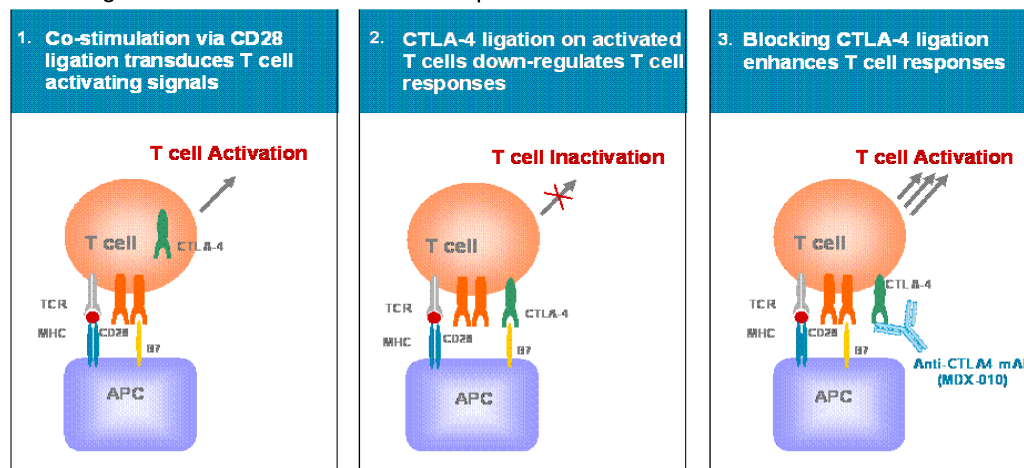 1. Co-stimulation via CD28
ligation transduces T cell
activating signals
T cell Activation
T cell
CTLA-4
TCR
MHC
CD28
B7
APC
2. CTLA-4 ligation on activated
T cells down-regulates T cell
responses
T cell Inactivation
T cell
TCR
CTLA-4
MHC
CD28
B7
APC
3. Blocking CTLA-4 ligation
enhances T cell responses
T cell Activation
T cell
CTLA-4
TCR
MHC
CD28
B7
Anti-CTLA4
(MDX-010)
APC